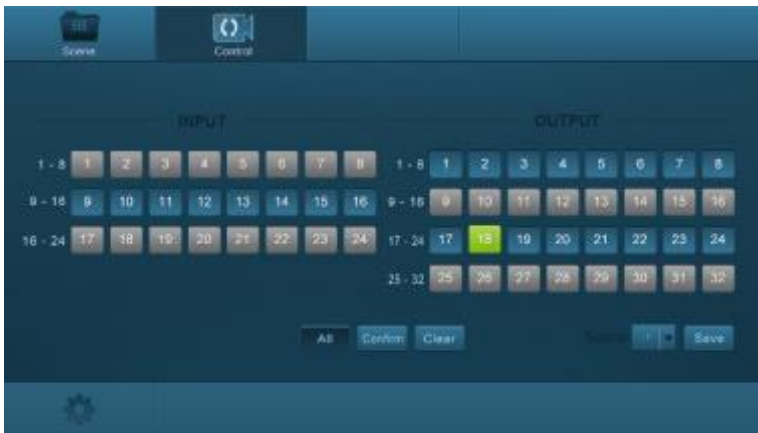 Scene Control
INPUT OUTPUT
1 - 8 1 2 3 4 5 6 7 8 1 - 8 1 2 3 4 5 6 7 8
9 - 16 9 10 11 12 13 14 15 16 9 - 16 9 10 11 12 13 14 15 16
16 - 24 17 18 19 20 21 22 23 24 17 - 24 17 18 19 20 21 22 23 24
25 - 32 25 26 27 28 29 30 31 32
All Confirm Clear Save